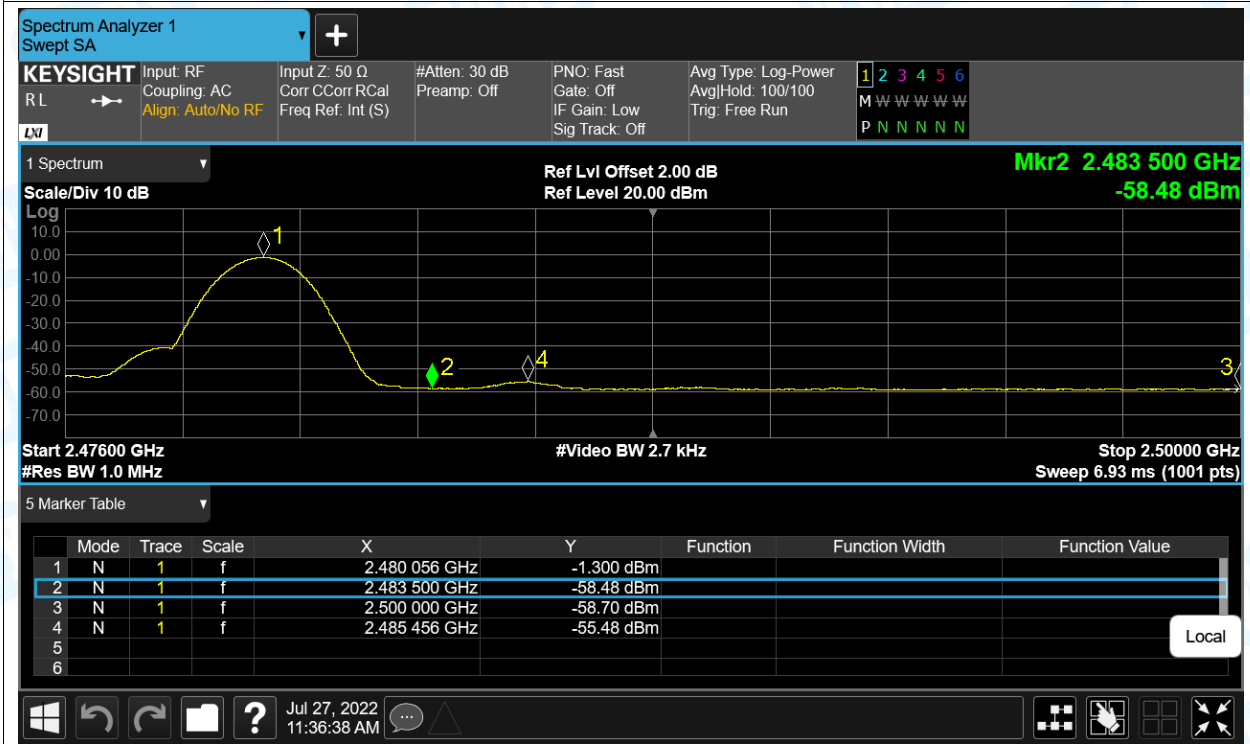 Spectrum Analyzer 1
Swept SA
+
KEYSIGHT Input: RF Input Z: 50 Ω #Atten: 30 dB PNO: Fast Avg Type: Log-Power 1 2 3 4 5 6
R L Coupling: AC Corr CCorr RCal Preamp: Off Gate: Off Avg|Hold: 100/100 M W W W W W W
Align: Auto/No RF Freq Ref: Int (S) IF Gain: Low Trig: Free Run
LXI Sig Track: Off P N N N N N N
1 Spectrum Ref Lvl Offset 2.00 dB Mkr2 2.483 500 GHz
Scale/Div 10 dB Ref Level 20.00 dBm -58.48 dBm
Log
10.0
1
0.00
-10.0
-20.0
-30.0
-40.0
-50.0 2 4 3
-60.0
-70.0
Start 2.47600 GHz #Video BW 2.7 kHz Stop 2.50000 GHz
#Res BW 1.0 MHz Sweep 6.93 ms (1001 pts)
5 Marker Table
Mode Trace Scale X Y Function Function Width Function Value
1 N 1 f 2.480 056 GHz -1.300 dBm
2 N 1 f 2.483 500 GHz -58.48 dBm
3 N 1 f 2.500 000 GHz -58.70 dBm
4 N 1 f 2.485 456 GHz -55.48 dBm
5
6
Local
? Jul 27, 2022
11:36:38 AM